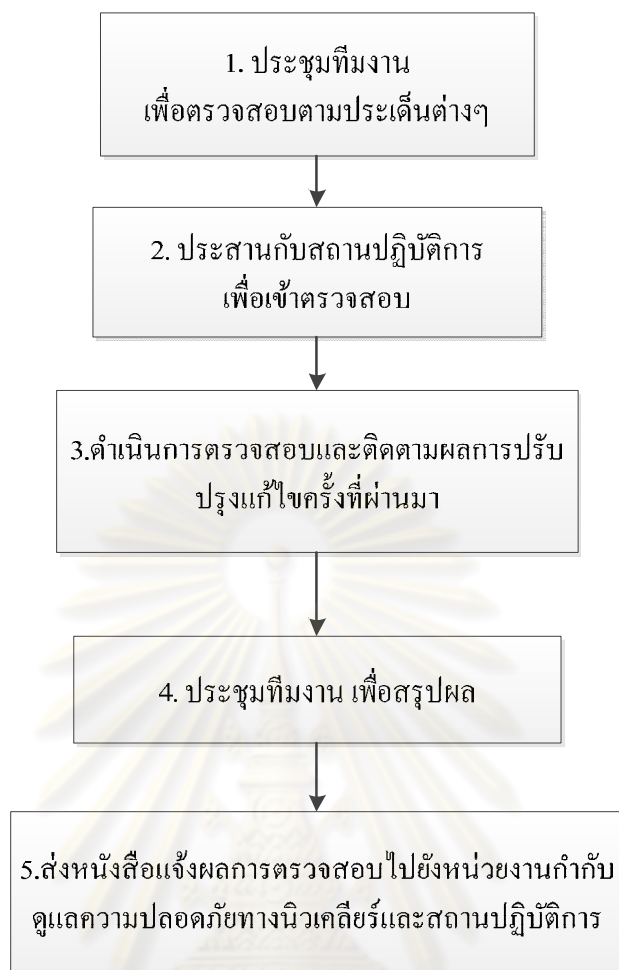 1. ประชุมทีมงาน
เพื่อตรวจสอบตามประเด็นต่างๆ
2. ประสานกับสถานปฏิบัติการ
เพื่อเข้าตรวจสอบ
3.ดำเนินการตรวจสอบและติดตามผลการปรับ
ปรุงแก้ไขครั้งที่ผ่านมา
4. ประชุมทีมงาน เพื่อสรุปผล
5.ส่งหนังสือแจ้งผลการตรวจสอบไปยังหน่วยงานกำกับ
ดูแลความปลอดภัยทางนิวเคลียร์และสถานปฏิบัติการ